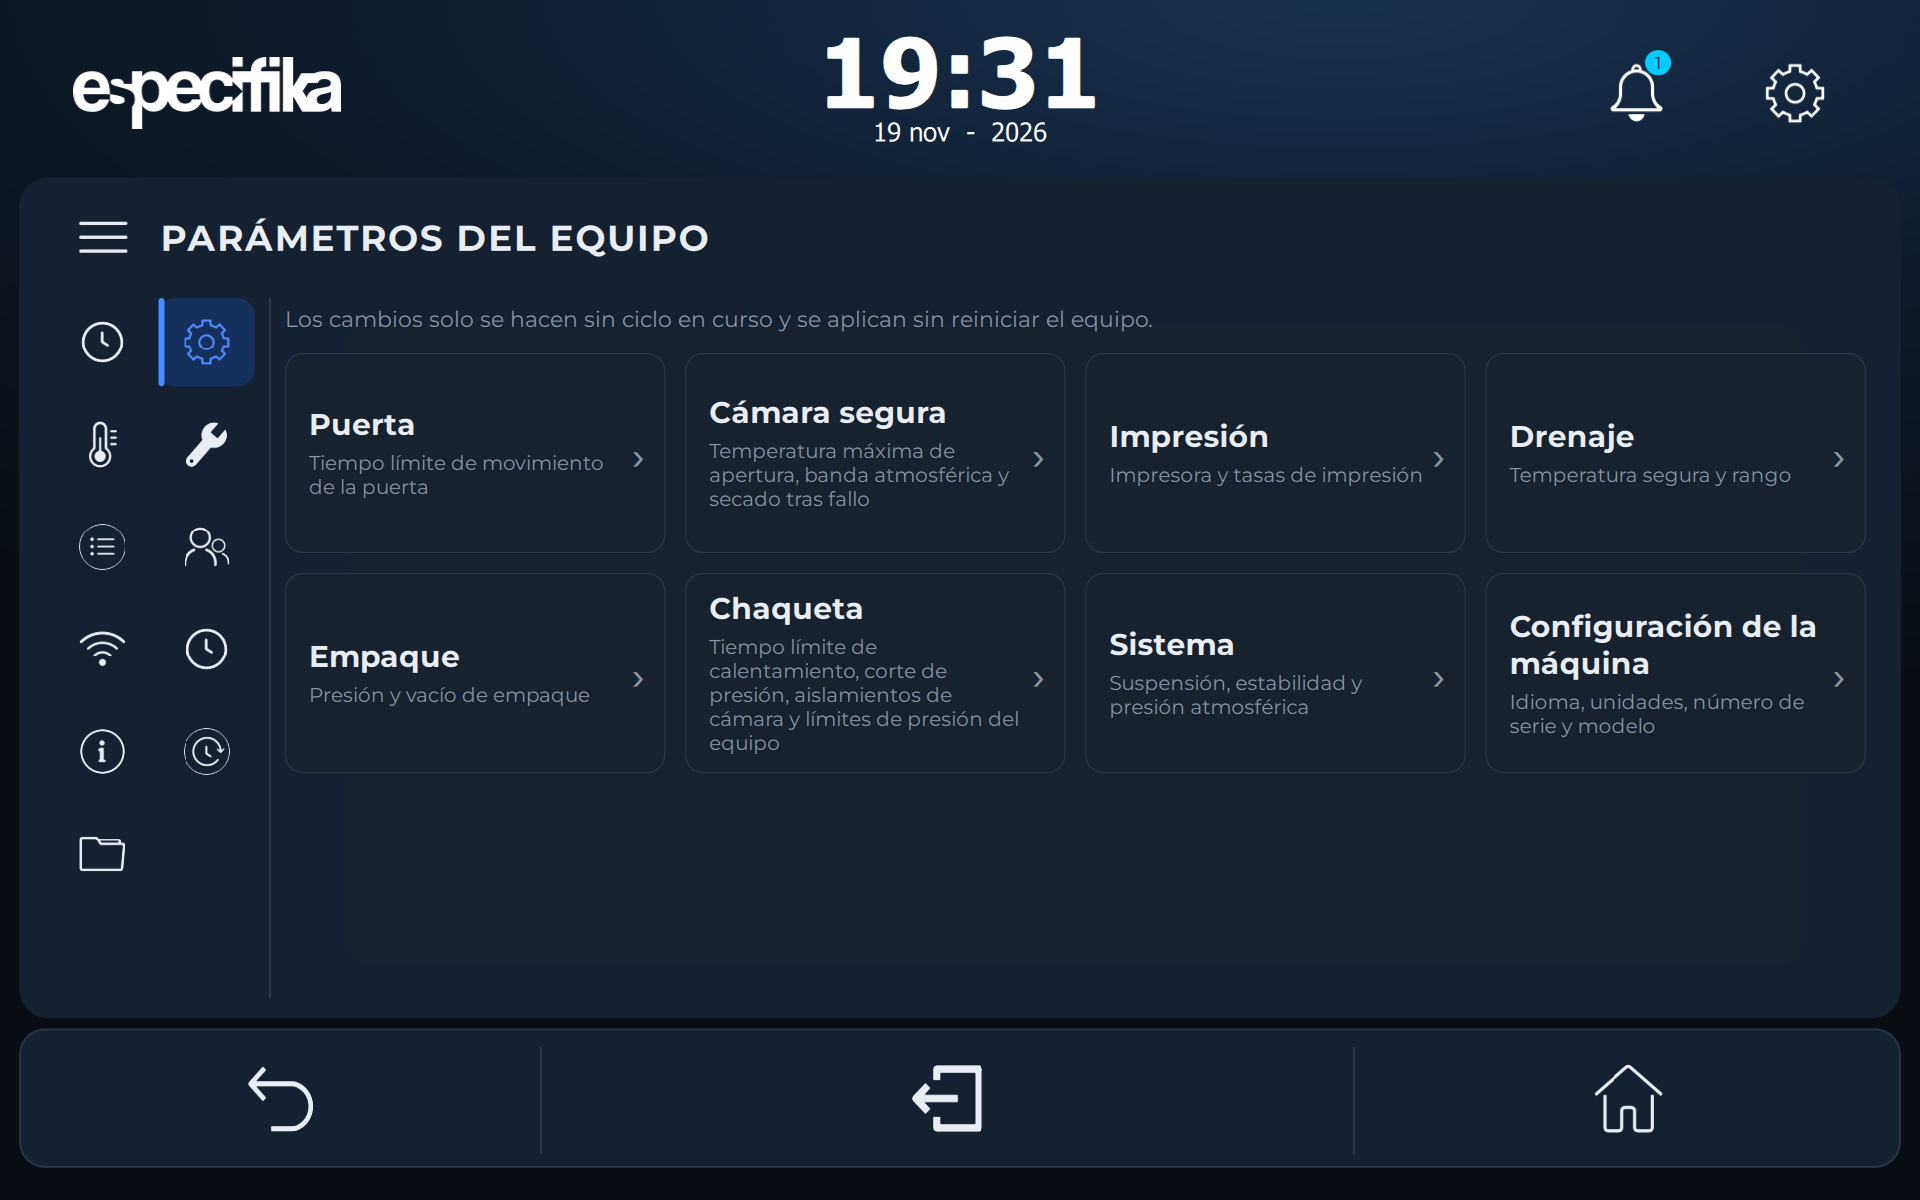 especifika
19:31
19 nov - 2026
1
PARÁMETROS DEL EQUIPO
Los cambios solo se hacen sin ciclo en curso y se aplican sin reiniciar el equipo.
Puerta
Tiempo límite de movimiento
de la puerta
Cámara segura
Temperatura máxima de
apertura, banda atmosférica y
secado tras fallo
Impresión
Impresora y tasas de impresión
Drenaje
Temperatura segura y rango
Empaque
Presión y vacío de empaque
Chaqueta
Tiempo límite de
calentamiento, corte de
presión, aislamientos de
cámara y límites de presión del
equipo
Sistema
Suspensión, estabilidad y
presión atmosférica
Configuración de la
máquina
Idioma, unidades, número de
serie y modelo